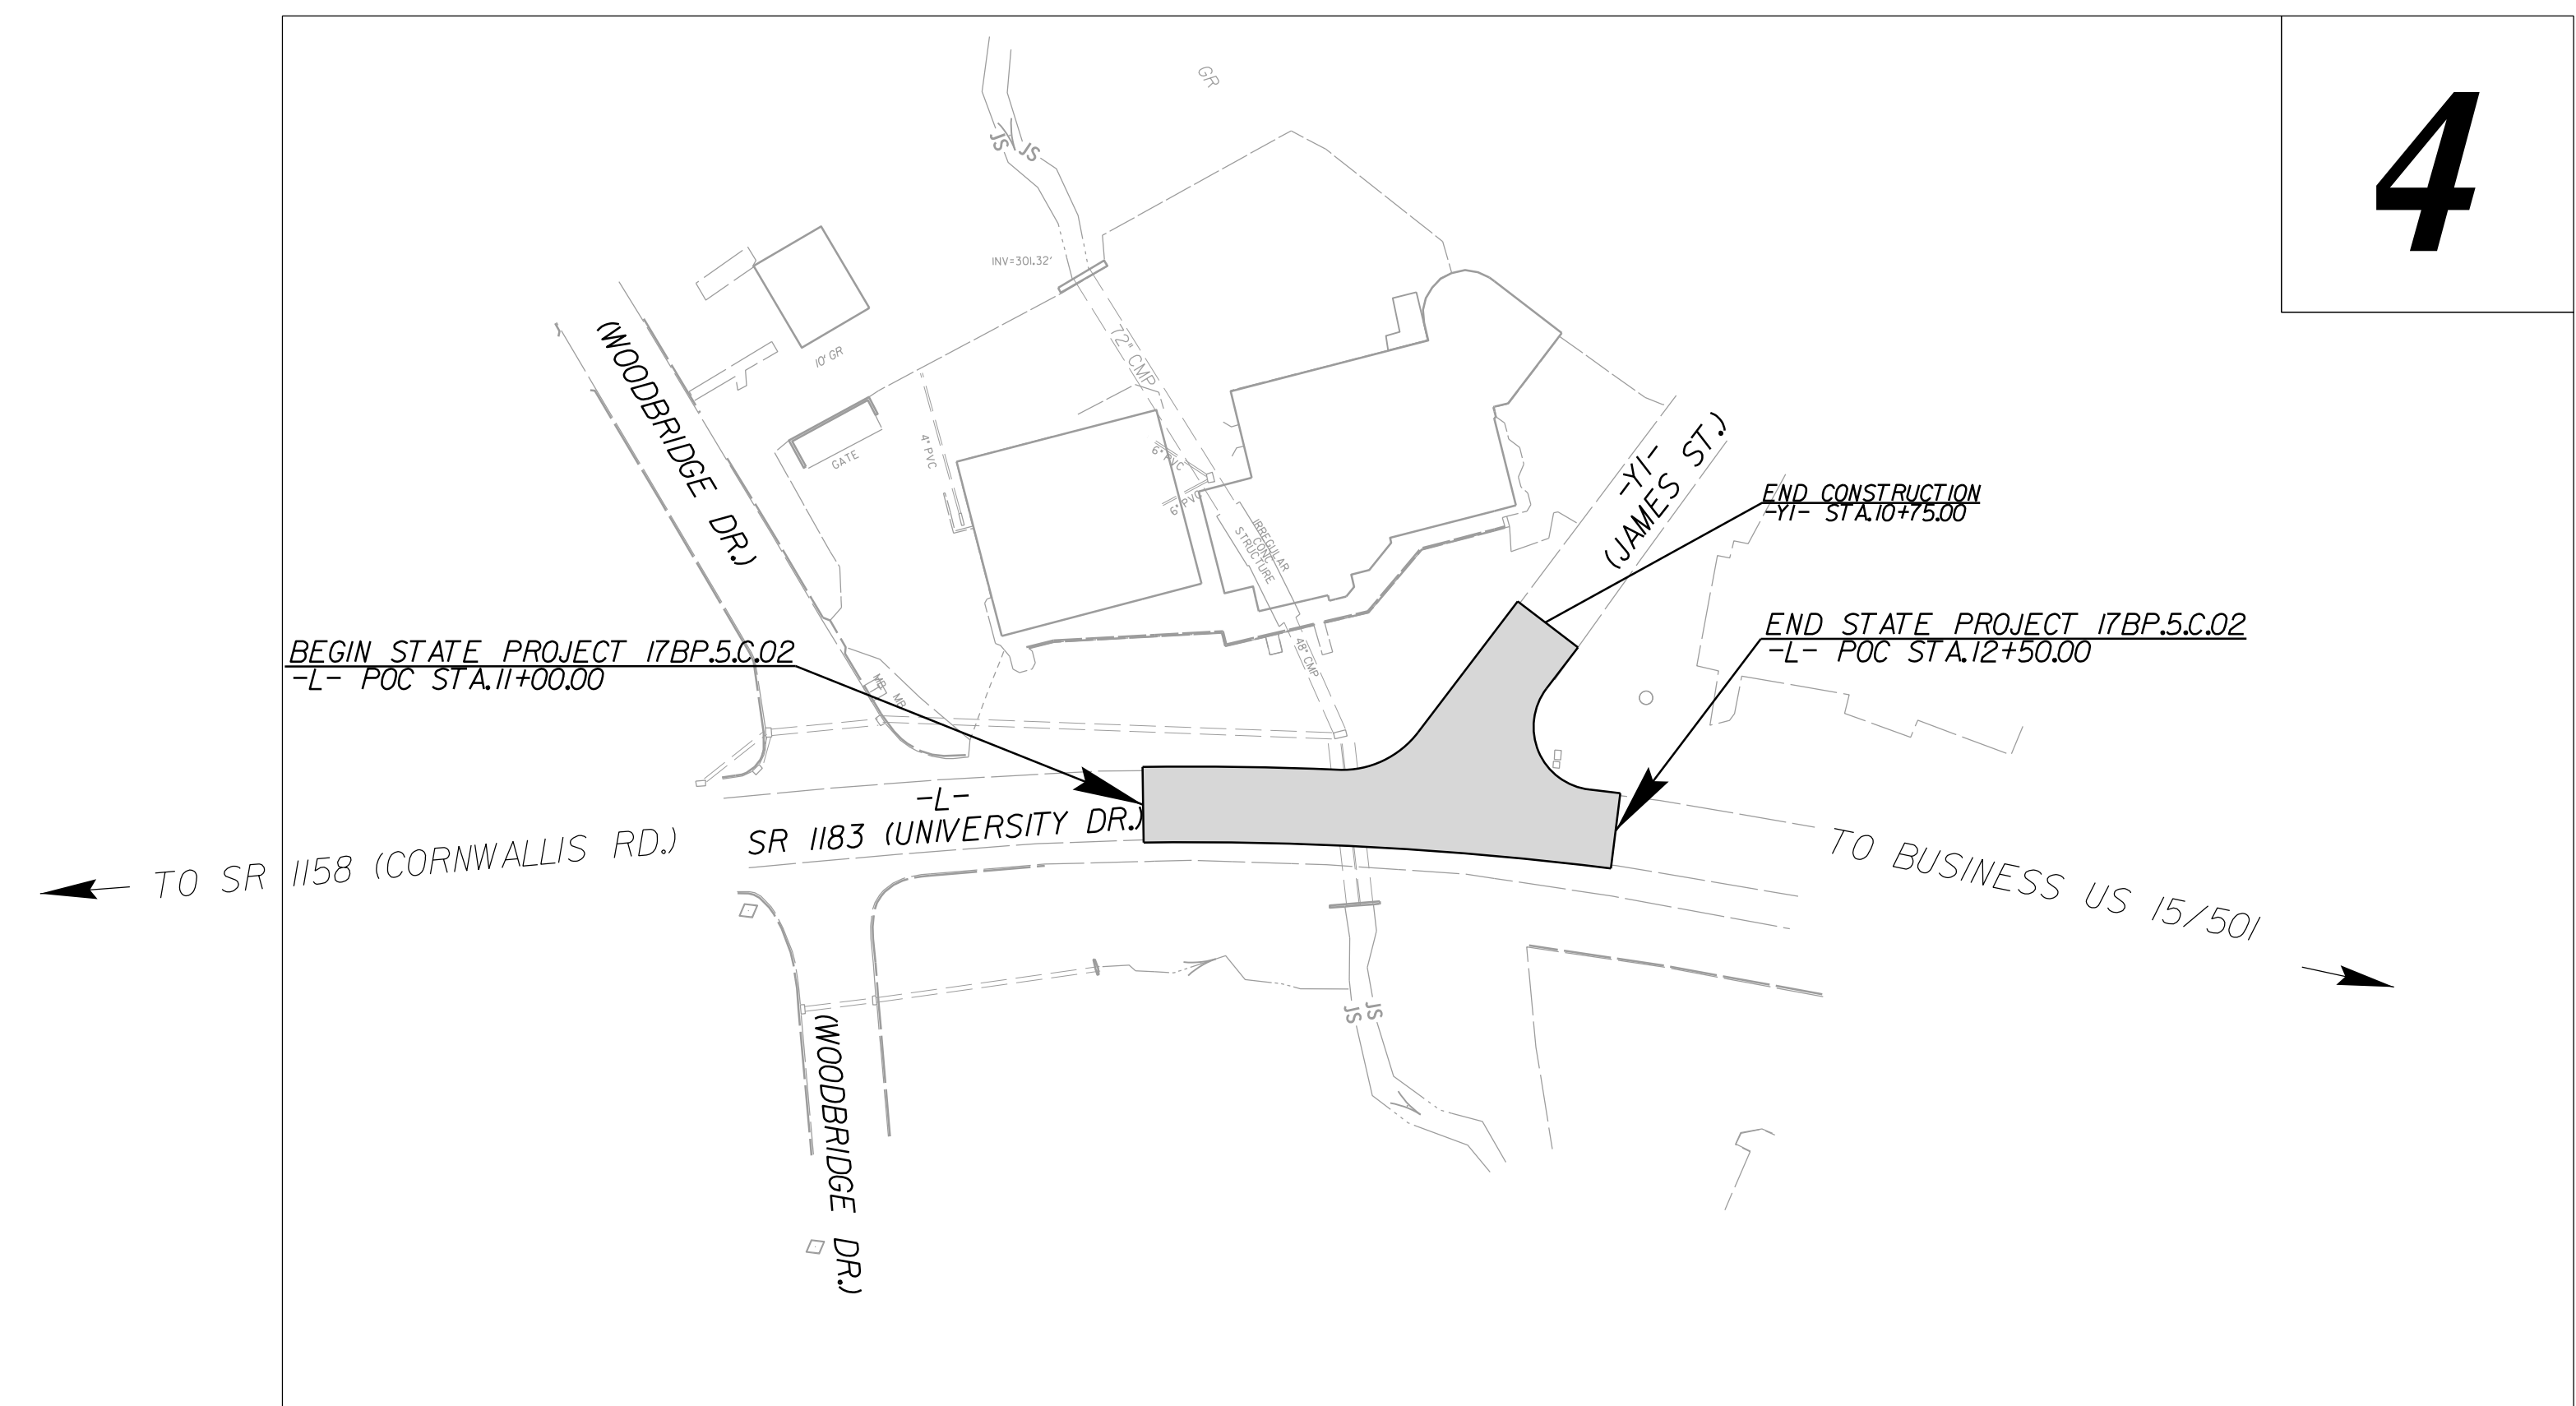 4
GR
JS
JS
INV=301.32'
10' GR
72" CMP
(WOODBRIDGE DR.)
GATE
4" PVC
6" PVC
6" PVC
IRREGULAR
CONC
STRUCTURE
-Y1-
(JAMES ST.)
END CONSTRUCTION
-Y1- STA.10+75.00
END STATE PROJECT 17BP.5.C.02
-L- POC STA.12+50.00
BEGIN STATE PROJECT 17BP.5.C.02
-L- POC STA.11+00.00
48" CMP
MB
MB
-L-
SR 1183 (UNIVERSITY DR.)
TO SR 1158 (CORNWALLIS RD.)
TO BUSINESS US 15/501
JS
JS
(WOODBRIDGE DR.)